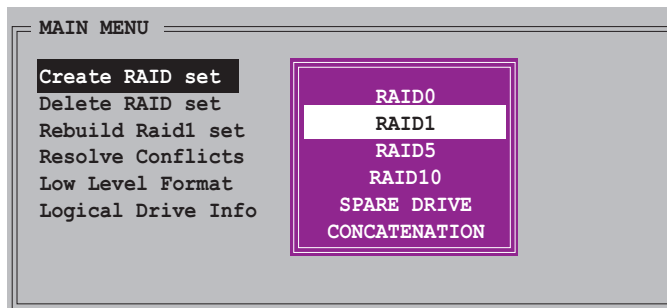 MAIN MENU
Create RAID set
Delete RAID set
Rebuild Raid1 set
Resolve Conflicts
Low Level Format
Logical Drive Info
RAID0
RAID1
RAID5
RAID10
SPARE DRIVE
CONCATENATION